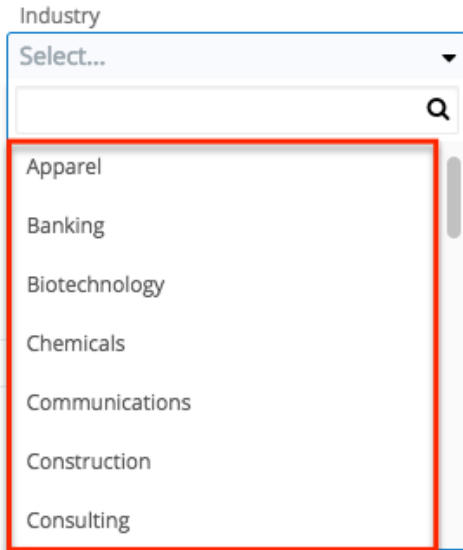 Industry
Select...
Apparel
Banking
Biotechnology
Chemicals
Communications
Construction
Consulting